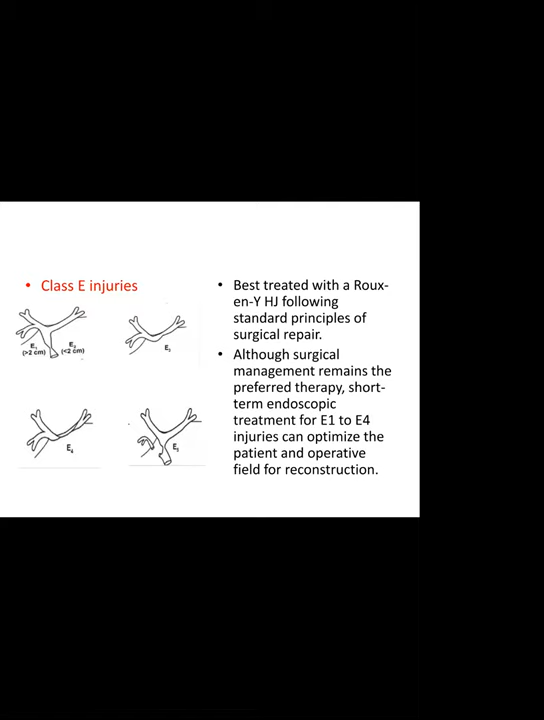 • Class E injuries
E₁
(>2 cm)
E₂
(<2 cm)
E₃
E₄
E₅
• Best treated with a Roux-
en-Y HJ following
standard principles of
surgical repair.
• Although surgical
management remains the
preferred therapy, short-
term endoscopic
treatment for E1 to E4
injuries can optimize the
patient and operative
field for reconstruction.